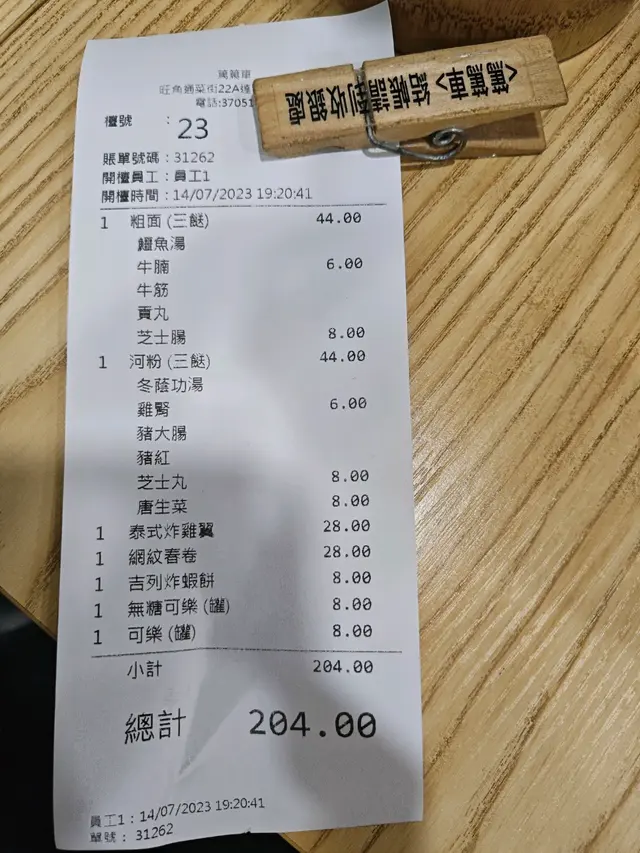 旺角通菜街22A
電話:37051
檯號 : 23
賬單號碼:31262
開檯員工:員工1
開檯時間:14/07/2023 19:20:41
1 粗面 (三餸) 44.00
鱷魚湯
牛腩 6.00
牛筋
貢丸
芝士腸 8.00
1 河粉 (三餸) 44.00
冬蔭功湯
雞腎 6.00
豬大腸
豬紅
芝士丸 8.00
唐生菜 8.00
1 泰式炸雞翼 28.00
1 網紋春卷 28.00
1 吉列炸蝦餅 8.00
1 無糖可樂 (罐) 8.00
1 可樂 (罐) 8.00
小計 204.00
總計 204.00
員工1:14/07/2023 19:20:41
單號: 31262
結帳請到收銀處